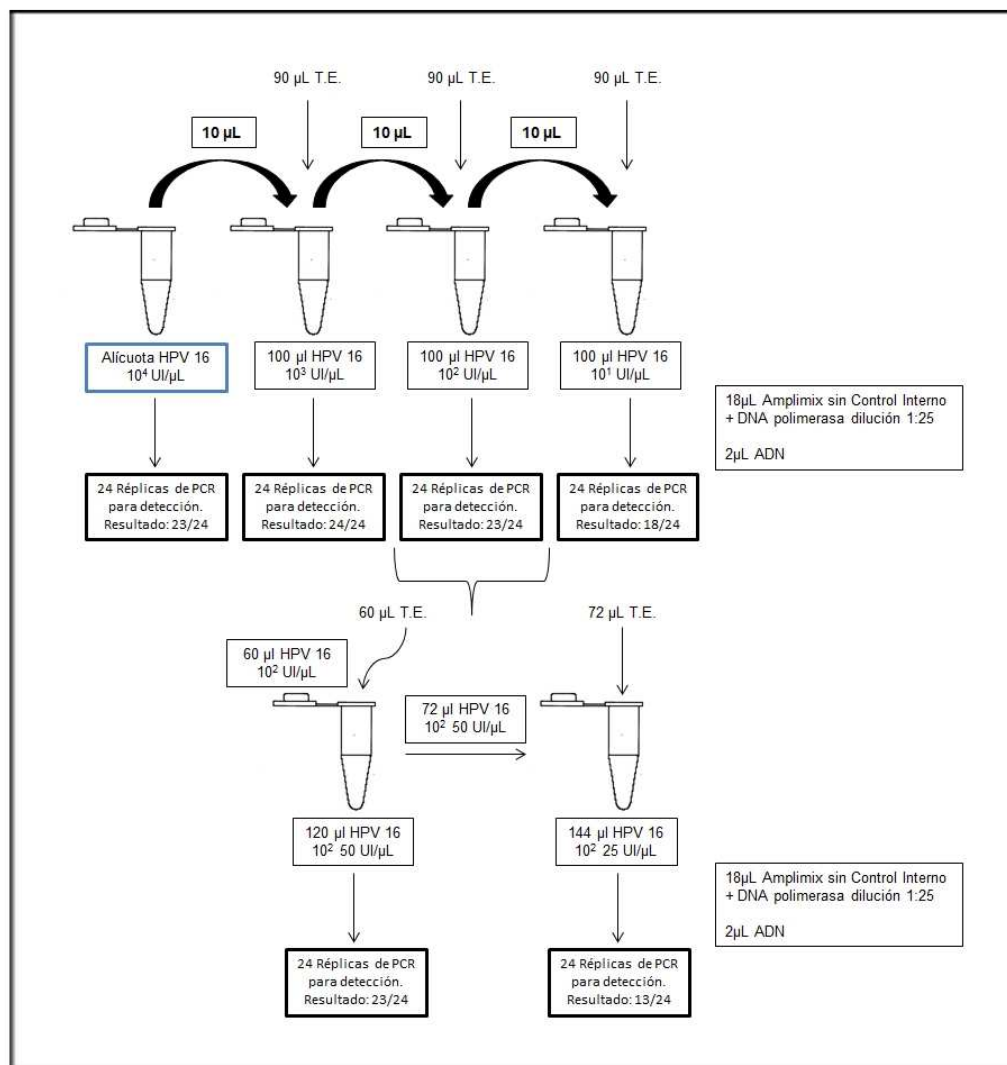 90 µL T.E.
90 µL T.E.
90 µL T.E.
10 µL
10 µL
10 µL
Alícuota HPV 16
10⁴ UI/µL
100 µl HPV 16
10³ UI/µL
100 µl HPV 16
10² UI/µL
100 µl HPV 16
10¹ UI/µL
18µL Amplimix sin Control Interno
+ DNA polimerasa dilución 1:25
2µL ADN
24 Réplicas de PCR
para detección.
Resultado: 23/24
24 Réplicas de PCR
para detección.
Resultado: 24/24
24 Réplicas de PCR
para detección.
Resultado: 23/24
24 Réplicas de PCR
para detección.
Resultado: 18/24
60 µL T.E.
72 µL T.E.
60 µl HPV 16
10² UI/µL
72 µl HPV 16
10² 50 UI/µL
120 µl HPV 16
10² 50 UI/µL
144 µl HPV 16
10² 25 UI/µL
18µL Amplimix sin Control Interno
+ DNA polimerasa dilución 1:25
2µL ADN
24 Réplicas de PCR
para detección.
Resultado: 23/24
24 Réplicas de PCR
para detección.
Resultado: 13/24